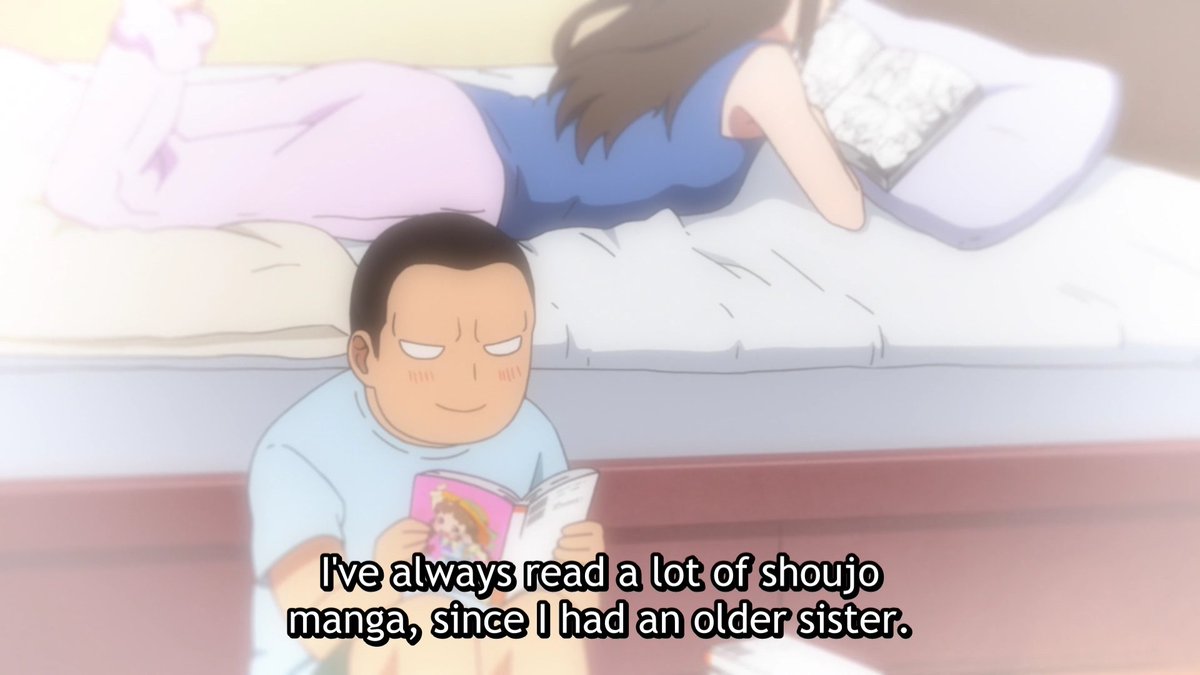 I've always read a lot of shoujo
manga, since I had an older sister.